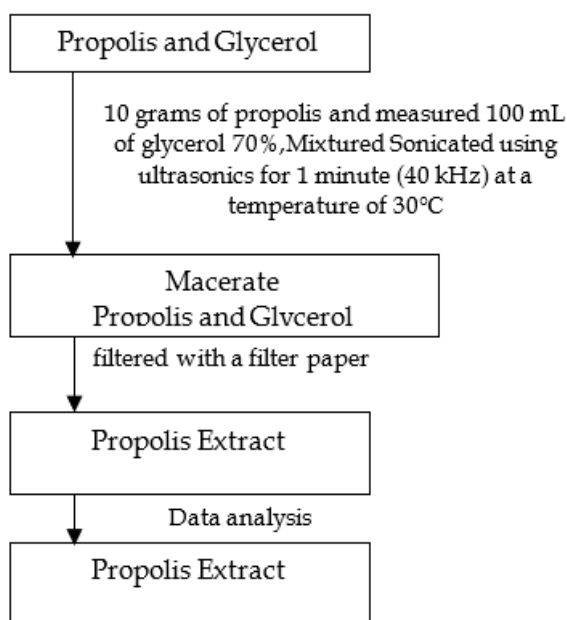 Propolis and Glycerol
10 grams of propolis and measured 100 mL
of glycerol 70%,Mixtured Sonicated using
ultrasonics for 1 minute (40 kHz) at a
temperature of 30°C
Macerate
Propolis and Glycerol
filtered with a filter paper
Propolis Extract
Data analysis
Propolis Extract